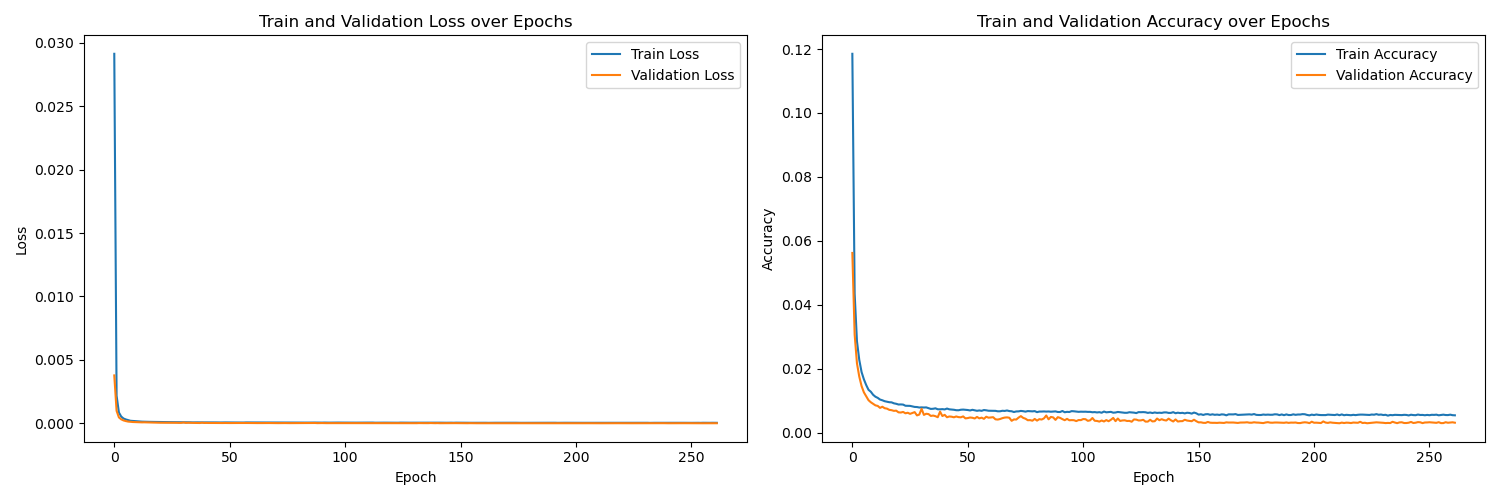 Train and Validation Loss over Epochs
0.030
0.025
0.020
0.015
0.010
0.005
0.000
Loss
Train Loss
Validation Loss
0
50
100
150
200
250
Epoch
Train and Validation Accuracy over Epochs
0.12
0.10
0.08
0.06
0.04
0.02
0.00
Accuracy
Train Accuracy
Validation Accuracy
0
50
100
150
200
250
Epoch